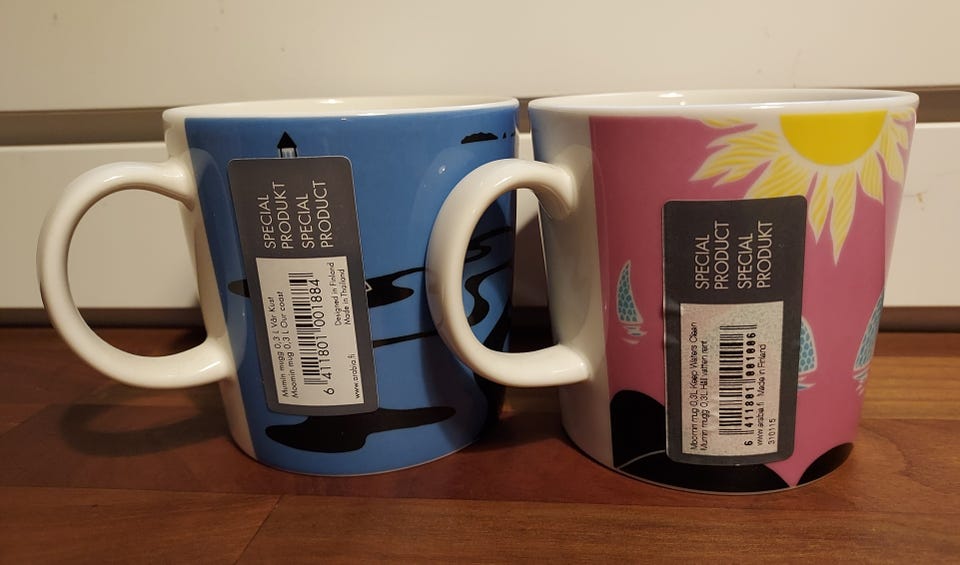 SPECIAL
PRODUKT
SPECIAL
PRODUCT
Mumin mugg 0,3 L Vår Kust
Moomin mug 0,3 L Our coast
6 411801 001884
Designed in Finland
Made in Thailand
www.arabia.fi
SPECIAL
PRODUCT
SPECIAL
PRODUKT
Moomin mug 0,3L Keep Waters Clean
Mumin mugg 0,3L Håll vatten rent
6 411801 001006
www.arabia.fi Made in Finland
310115